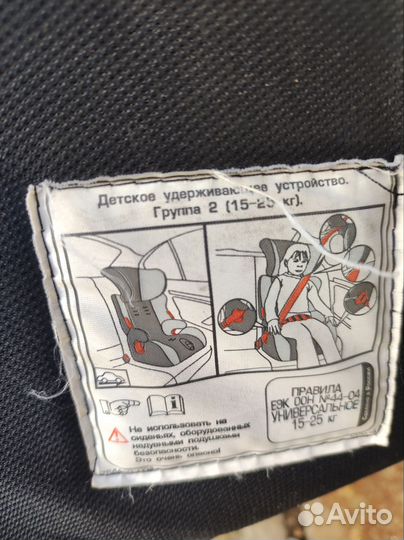 Детское удерживающее устройство.
Группа 2 (15-25 кг).
ПРАВИЛА
ЕЭК ООН №44-04
УНИВЕРСАЛЬНОЕ
15-25 кг
Не использовать на
сиденьях, оборудованных
надувными подушками
безопасности.
Это очень опасно!
Avito